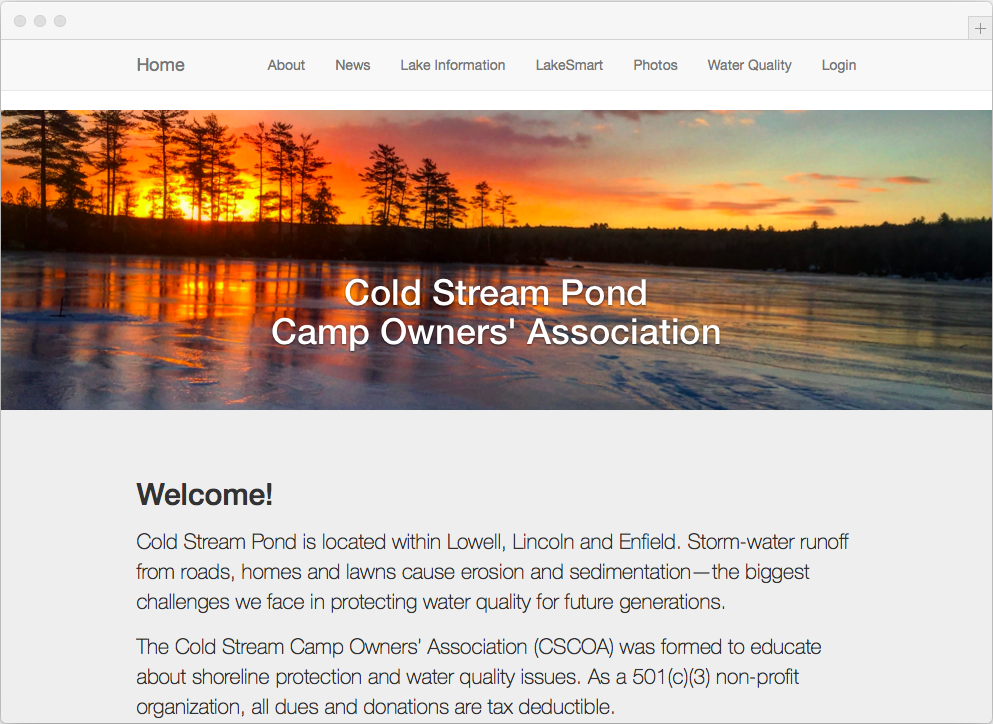 Home About News Lake Information LakeSmart Photos Water Quality Login
Cold Stream Pond
Camp Owners' Association
Welcome!
Cold Stream Pond is located within Lowell, Lincoln and Enfield. Storm-water runoff
from roads, homes and lawns cause erosion and sedimentation—the biggest
challenges we face in protecting water quality for future generations.
The Cold Stream Camp Owners’ Association (CSCOA) was formed to educate
about shoreline protection and water quality issues. As a 501(c)(3) non-profit
organization, all dues and donations are tax deductible.